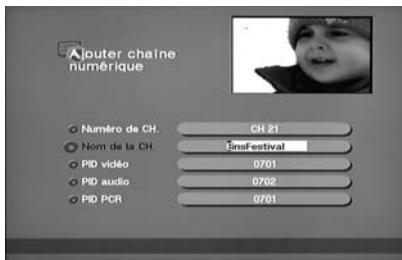 Ajouter chaîne
numérique
Numéro de CH. CH 21
Nom de la CH. EinsFestival
PID vidéo 0701
PID audio 0702
PID PCR 0701